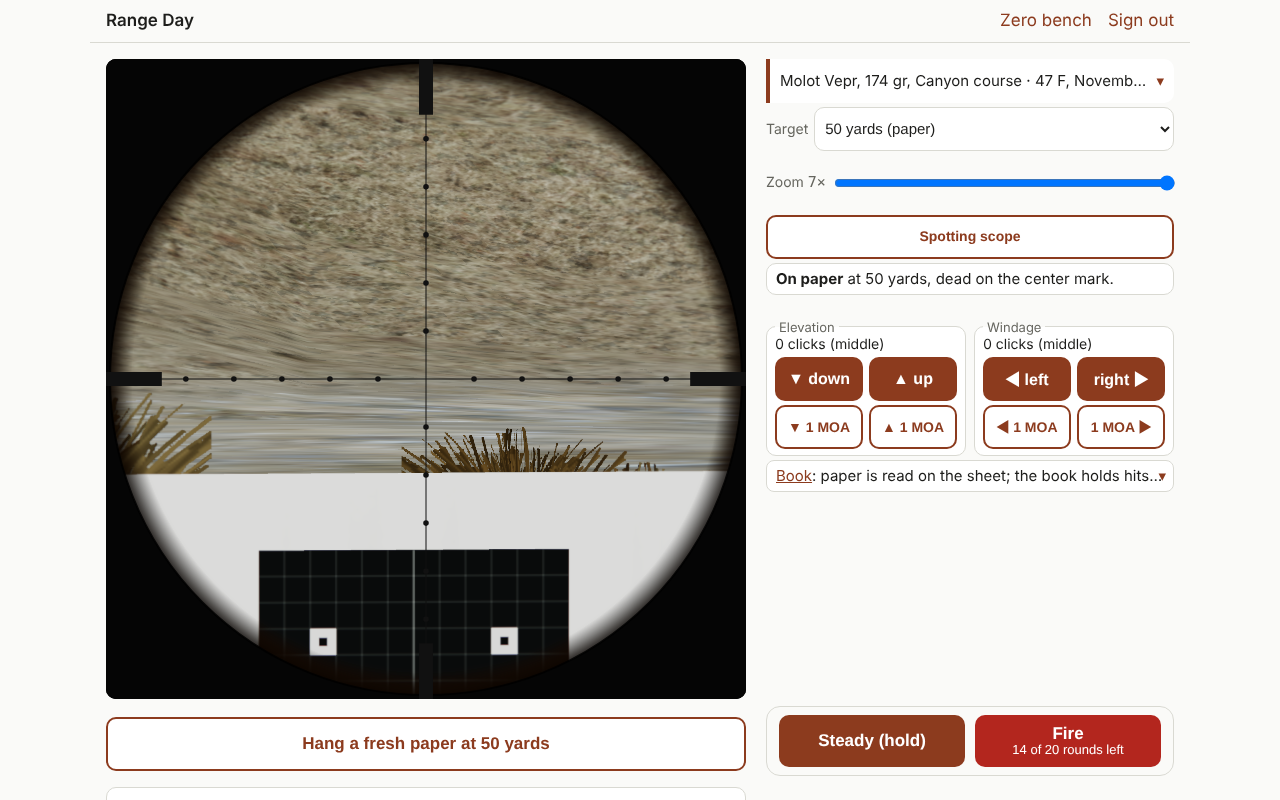 Range Day
Zero bench
Sign out
Molot Vepr, 174 gr, Canyon course · 47 F, Novemb... ▼
Target
50 yards (paper)
Zoom 7×
Spotting scope
On paper at 50 yards, dead on the center mark.
Elevation
0 clicks (middle)
▼ down
▲ up
▼ 1 MOA
▲ 1 MOA
Windage
0 clicks (middle)
◀ left
right ▶
◀ 1 MOA
1 MOA ▶
Book: paper is read on the sheet; the book holds hits... ▼
Hang a fresh paper at 50 yards
Steady (hold)
Fire
14 of 20 rounds left